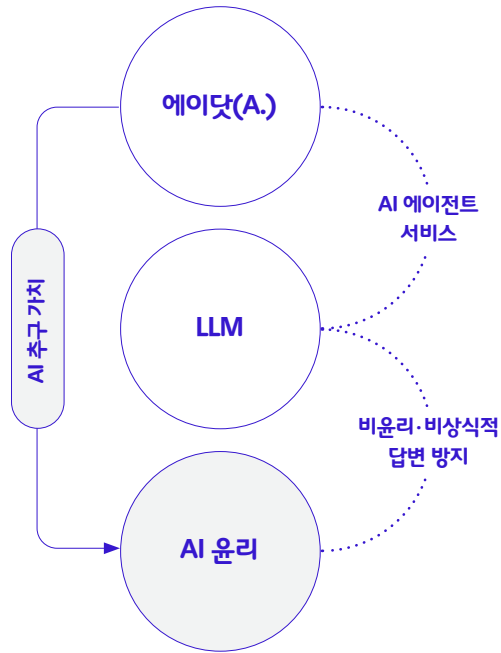 에이닷(A.)
AI 에이전트
서비스
AI 추구 가치
LLM
비윤리·비상식적
답변 방지
AI 윤리